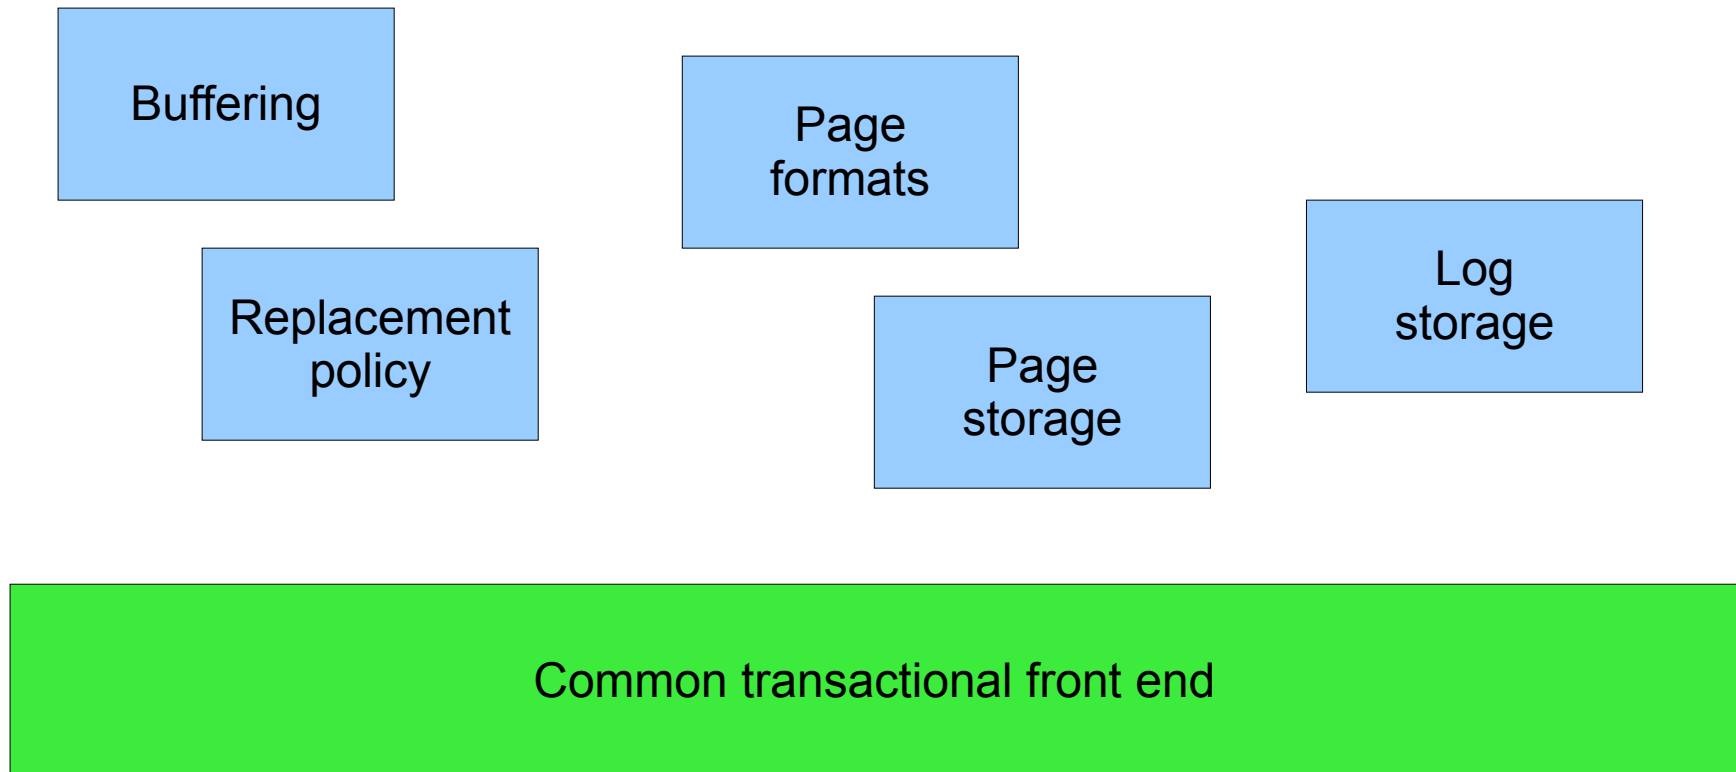 Buffering
Page
formats
Replacement
policy
Log
storage
Page
storage
Common transactional front end